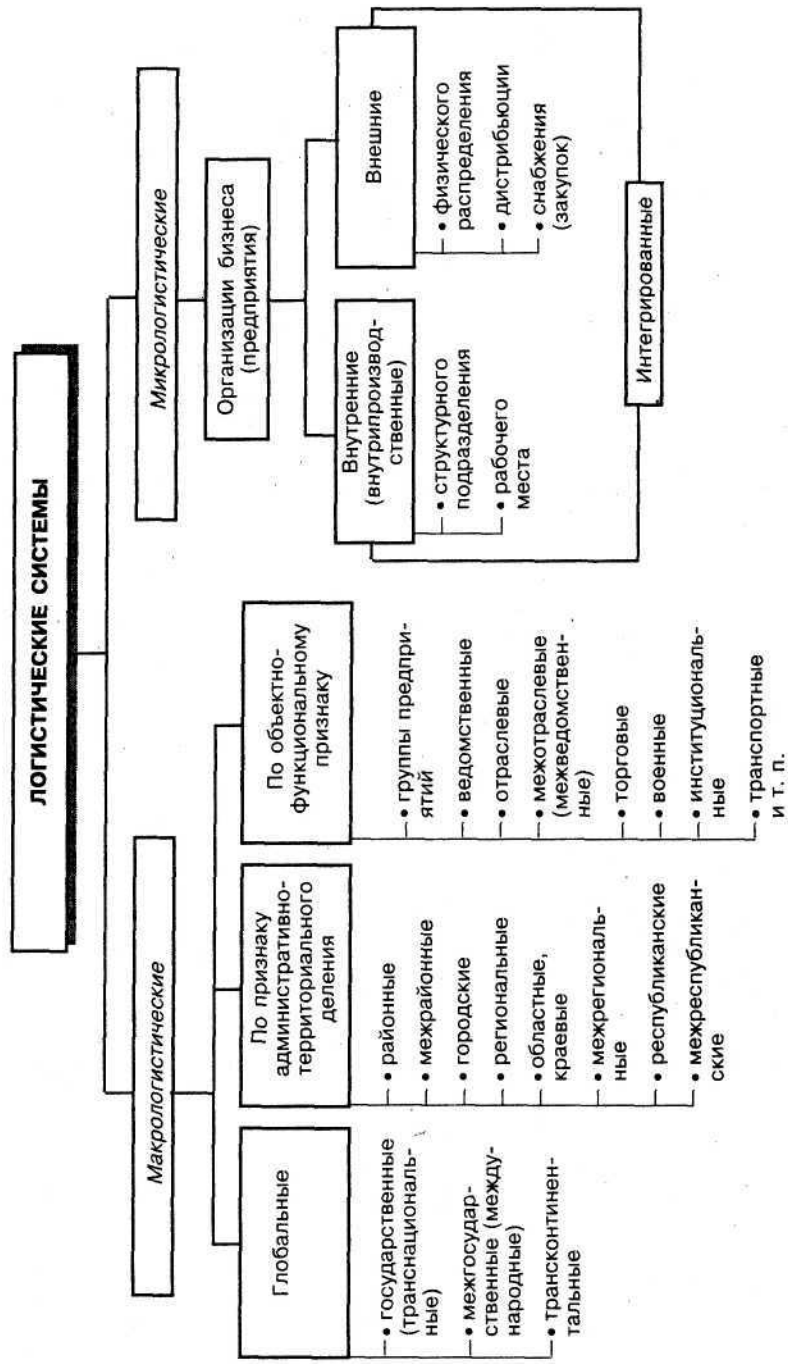 ЛОГИСТИЧЕСКИЕ СИСТЕМЫ
Макрологистические
Глобальные
• государственные
(транснациональ-
ные)
• межгосудар-
ственные (между-
народные)
• трансконтинен-
тальные
По признаку
административно-
территориального
деления
• районные
• межрайонные
• городские
• региональные
• областные,
краевые
• межрегиональ-
ные
• республиканские
• межреспубликан-
ские
По объектно-
функциональному
признаку
• группы предпри-
ятий
• ведомственные
• отраслевые
• межотраслевые
(межведомствен-
ные)
• торговые
• военные
• институциональ-
ные
• транспортные
и т. п.
Микрологистические
Организации бизнеса
(предприятия)
Внутренние
(внутрипроизвод-
ственные)
• структурного
подразделения
• рабочего
места
Внешние
• физического
распределения
• дистрибьюции
• снабжения
(закупок)
Интегрированные